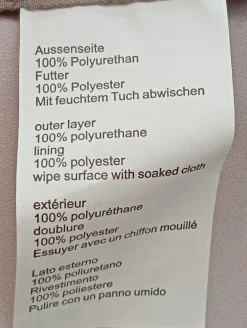 Aussenseite
100% Polyurethan
Futter
100% Polyester
Mit feuchtem Tuch abwischen
outer layer
100% polyurethane
lining
100% polyester
wipe surface with soaked cloth
extérieur
100% polyuréthane
doublure
100% polyester
Essuyer avec un chiffon mouillé
Lato esterno
100% poliuretano
Rivestimento
100% poliestere
Pulire con un panno umido